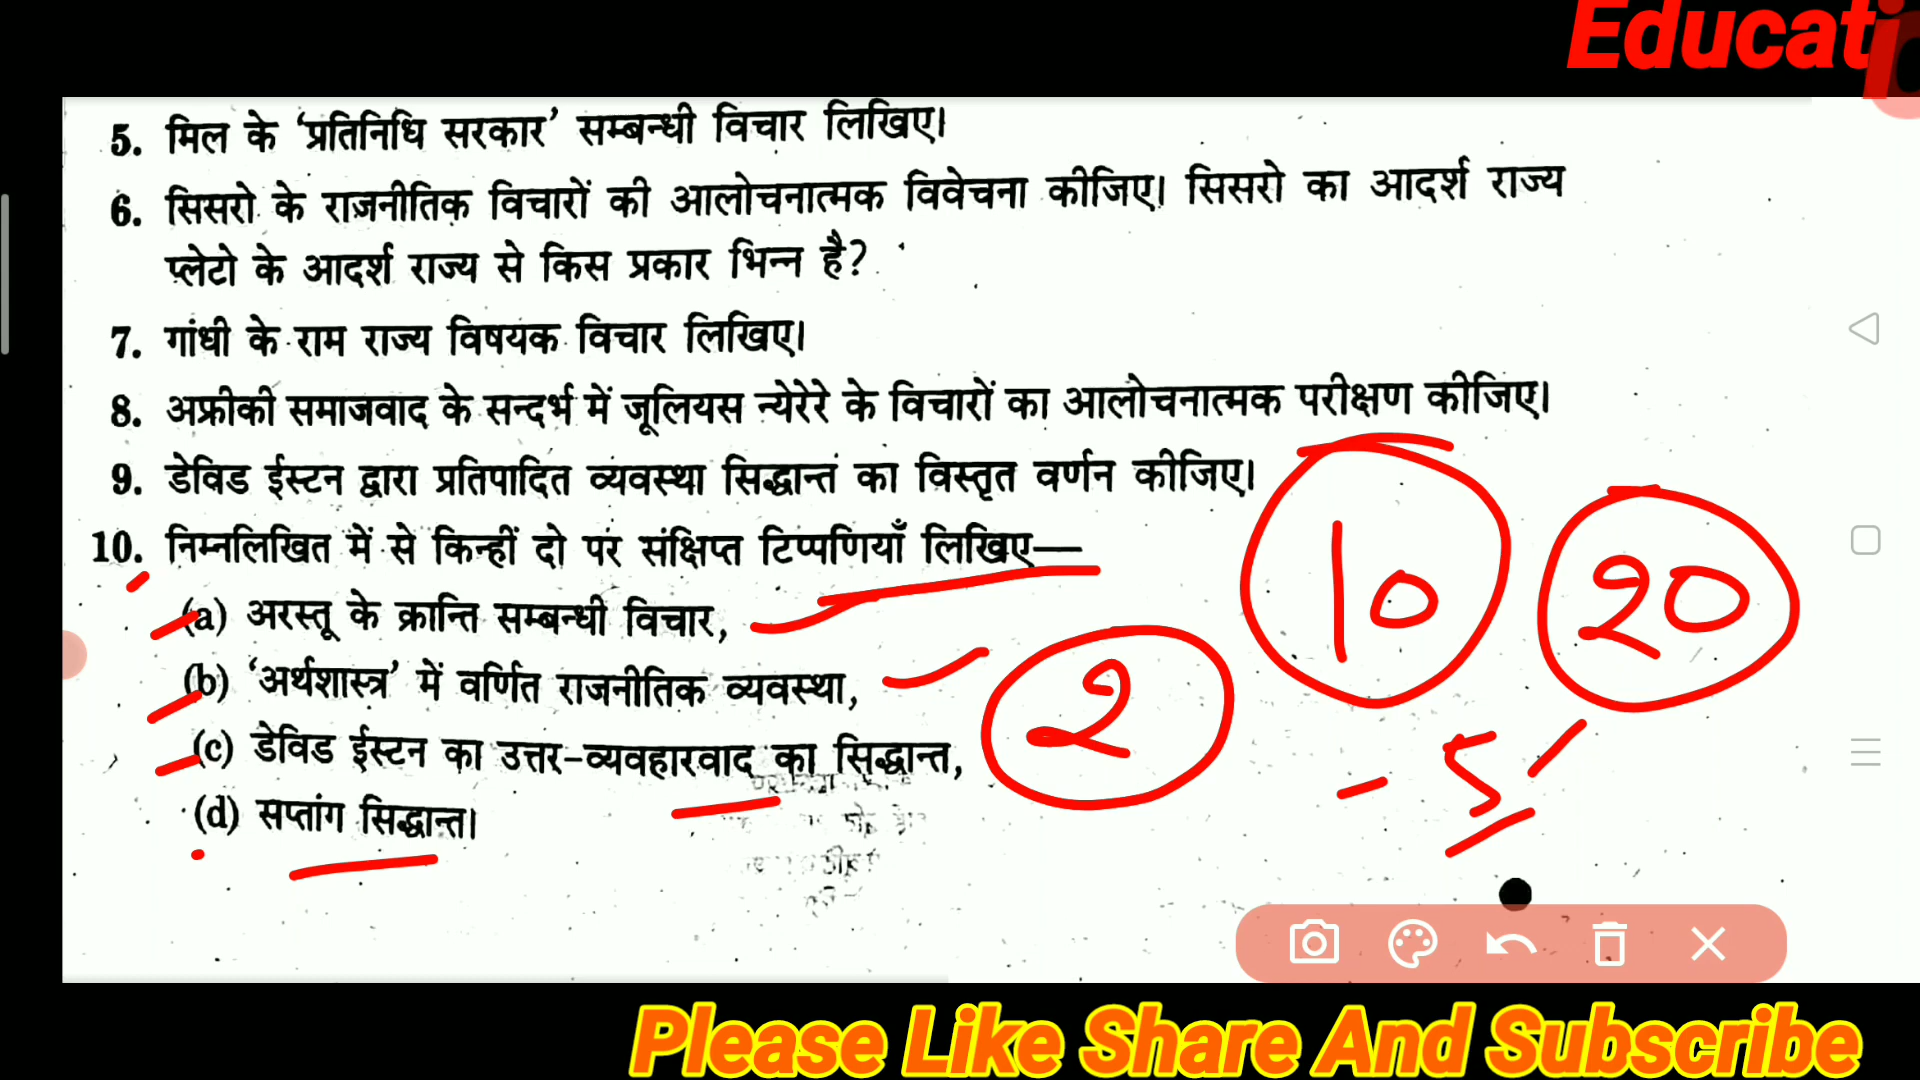 Educati
5. मिल के ‘प्रतिनिधि सरकार’ सम्बन्धी विचार लिखिए।
6. सिसरो के राजनीतिक विचारों की आलोचनात्मक विवेचना कीजिए। सिसरो का आदर्श राज्य
प्लेटो के आदर्श राज्य से किस प्रकार भिन्न है?
7. गांधी के राम राज्य विषयक विचार लिखिए।
8. अफ्रीकी समाजवाद के सन्दर्भ में जूलियस न्येरेरे के विचारों का आलोचनात्मक परीक्षण कीजिए।
9. डेविड ईस्टन द्वारा प्रतिपादित व्यवस्था सिद्धान्त का विस्तृत वर्णन कीजिए।
10. निम्नलिखित में से किन्हीं दो पर संक्षिप्त टिप्पणियाँ लिखिए—
(a) अरस्तू के क्रान्ति सम्बन्धी विचार,
10 20
(b) ‘अर्थशास्त्र’ में वर्णित राजनीतिक व्यवस्था,
2
(c) डेविड ईस्टन का उत्तर-व्यवहारवाद का सिद्धान्त,
5
(d) सप्तांग सिद्धान्त।
Please Like Share And Subscribe